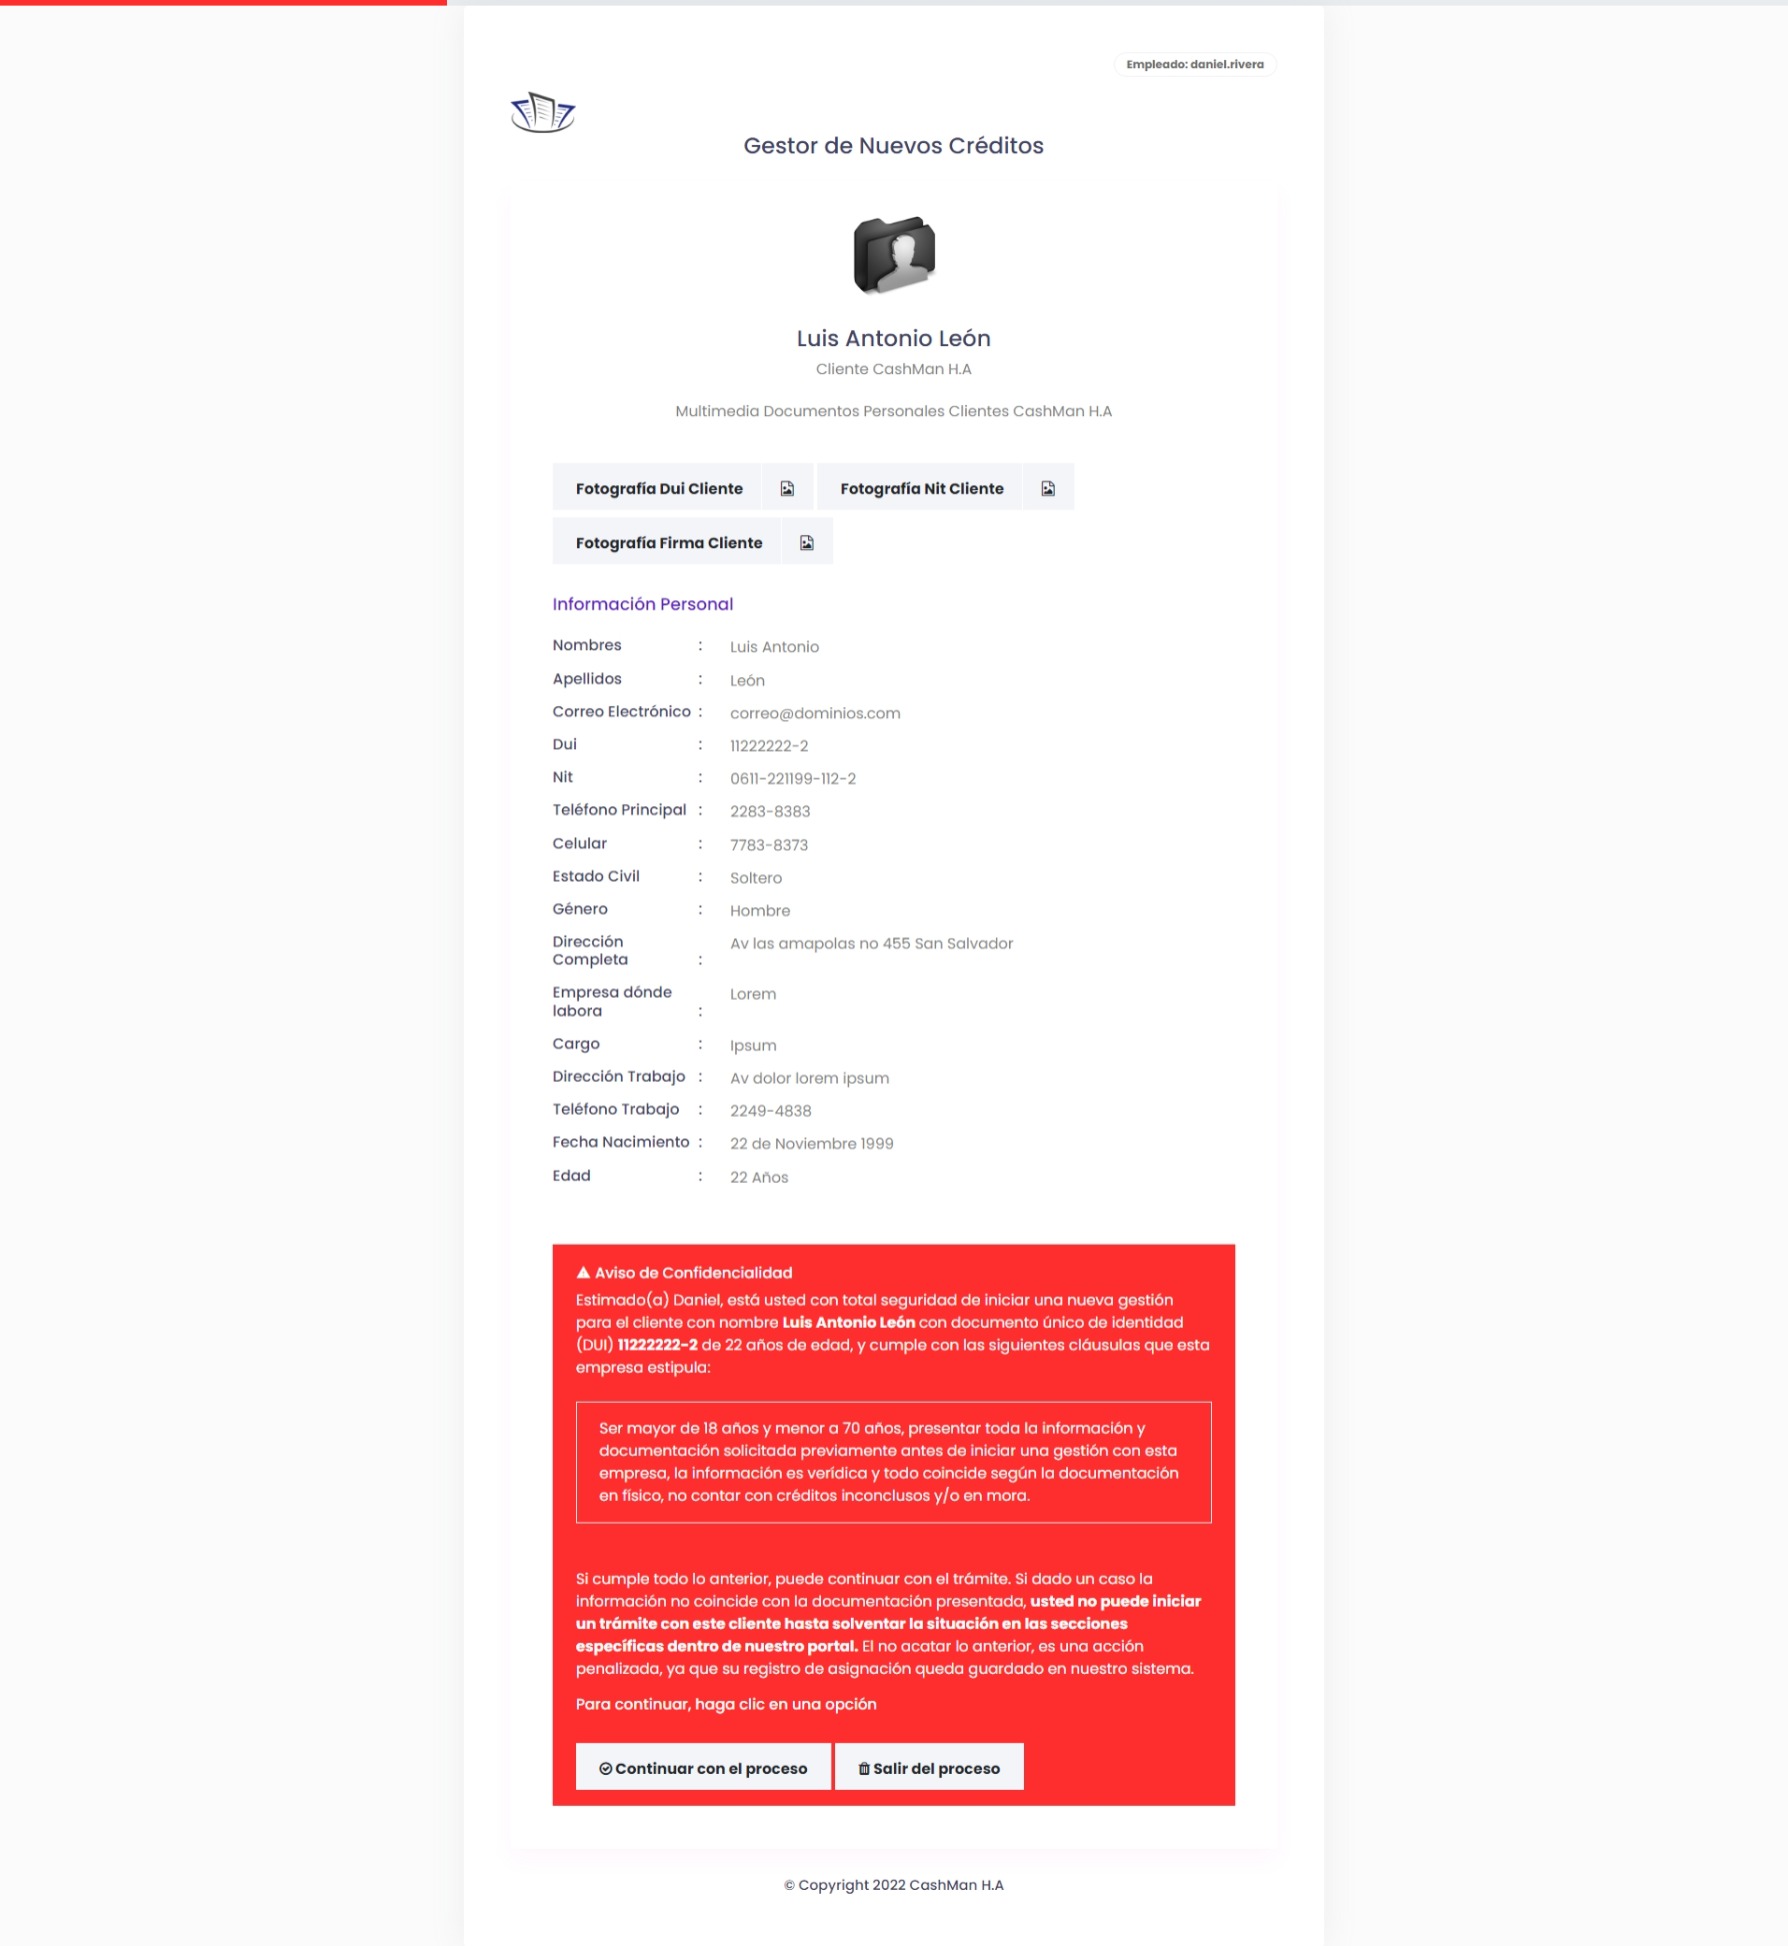 Empleado: daniel.rivera
Gestor de Nuevos Créditos
Luis Antonio León
Cliente CashMan H.A
Multimedia Documentos Personales Clientes CashMan H.A
Fotografía Dui Cliente
Fotografía Nit Cliente
Fotografía Firma Cliente
Información Personal
Nombres : Luis Antonio
Apellidos : León
Correo Electrónico : correo@dominios.com
Dui : 11222222-2
Nit : 0611-221199-112-2
Teléfono Principal : 2283-8383
Celular : 7783-8373
Estado Civil : Soltero
Género : Hombre
Dirección Av las amapolas no 455 San Salvador
Completa :
Empresa dónde Lorem
labora :
Cargo : Ipsum
Dirección Trabajo : Av dolor lorem ipsum
Teléfono Trabajo : 2249-4838
Fecha Nacimiento : 22 de Noviembre 1999
Edad : 22 Años
Aviso de Confidencialidad
Estimado(a) Daniel, está usted con total seguridad de iniciar una nueva gestión
para el cliente con nombre Luis Antonio León con documento único de identidad
(DUI) 11222222-2 de 22 años de edad, y cumple con las siguientes cláusulas que esta
empresa estipula:
Ser mayor de 18 años y menor a 70 años, presentar toda la información y
documentación solicitada previamente antes de iniciar una gestión con esta
empresa, la información es verídica y todo coincide según la documentación
en físico, no contar con créditos inconclusos y/o en mora.
Si cumple todo lo anterior, puede continuar con el trámite. Si dado un caso la
información no coincide con la documentación presentada, usted no puede iniciar
un trámite con este cliente hasta solventar la situación en las secciones
específicas dentro de nuestro portal. El no acatar lo anterior, es una acción
penalizada, ya que su registro de asignación queda guardado en nuestro sistema.
Para continuar, haga clic en una opción
Continuar con el proceso
Salir del proceso
© Copyright 2022 CashMan H.A